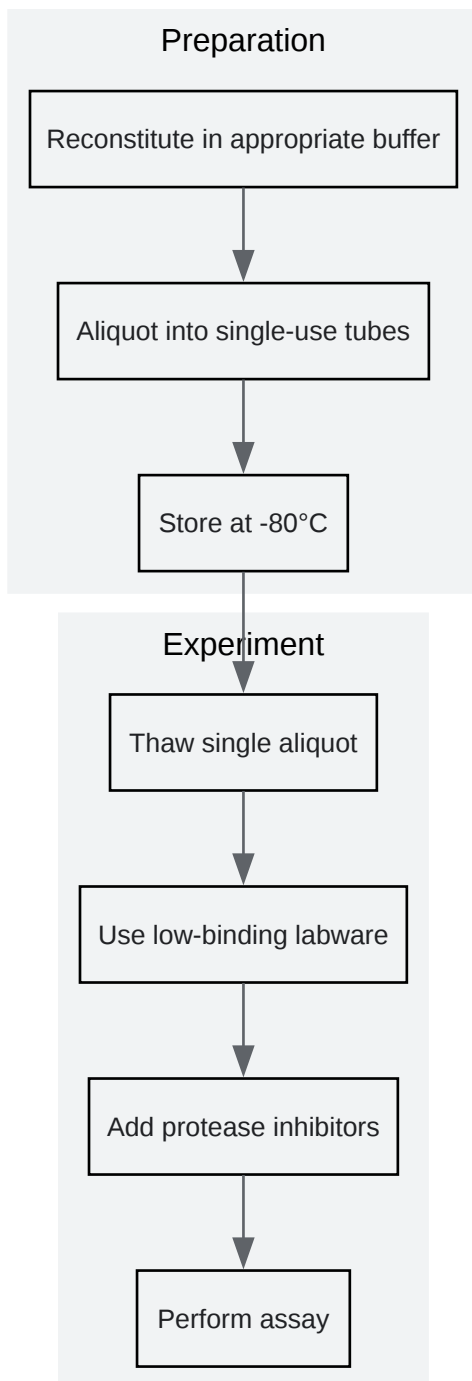 Preparation
Reconstitute in appropriate buffer
Aliquot into single-use tubes
Store at -80°C
Experiment
Thaw single aliquot
Use low-binding labware
Add protease inhibitors
Perform assay